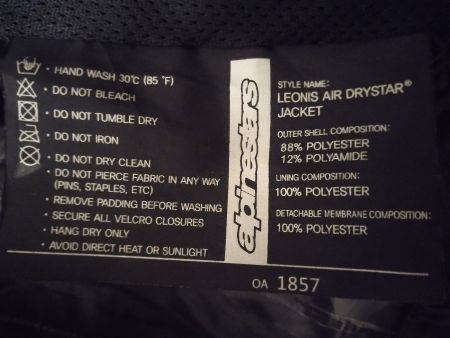 · HAND WASH 30°C (85 °F)
· DO NOT BLEACH
· DO NOT TUMBLE DRY
· DO NOT IRON
· DO NOT DRY CLEAN
· DO NOT PIERCE FABRIC IN ANY WAY
(PINS, STAPLES, ETC)
· REMOVE PADDING BEFORE WASHING
· SECURE ALL VELCRO CLOSURES
· HANG DRY ONLY
· AVOID DIRECT HEAT OR SUNLIGHT
alpinestars
STYLE NAME:
LEONIS AIR DRYSTAR®
JACKET
OUTER SHELL COMPOSITION:
88% POLYESTER
12% POLYAMIDE
LINING COMPOSITION:
100% POLYESTER
DETACHABLE MEMBRANE COMPOSITION:
100% POLYESTER
OA 1857